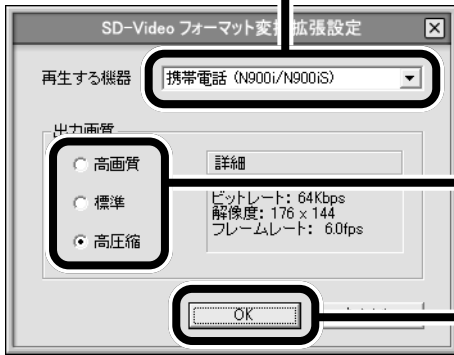 SD-Video フォーマット変換拡張設定
再生する機器 携帯電話 (N900i/N900iS)
出力画質
高画質
標準
高圧縮
詳細
ビットレート: 64Kbps
解像度: 176 x 144
フレームレート: 6.0fps
OK